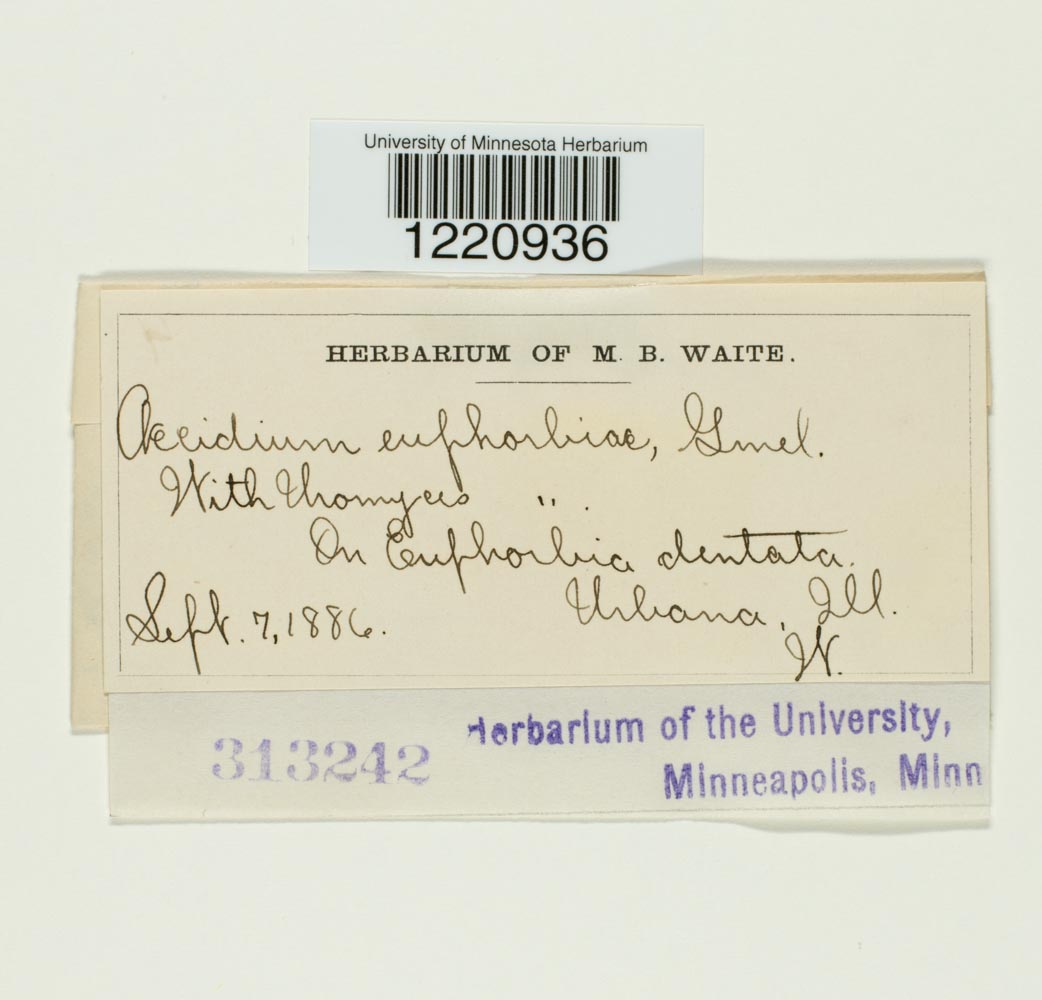 University of Minnesota Herbarium
1220936
HERBARIUM OF M. B. WAITE.
Aecidium euphorbiae, Gmel.
With Uromyces " .
On Euphorbia dentata.
Urbana, Ill.
Sept. 7, 1886.
W.
313242
Herbarium of the University,
Minneapolis, Minn